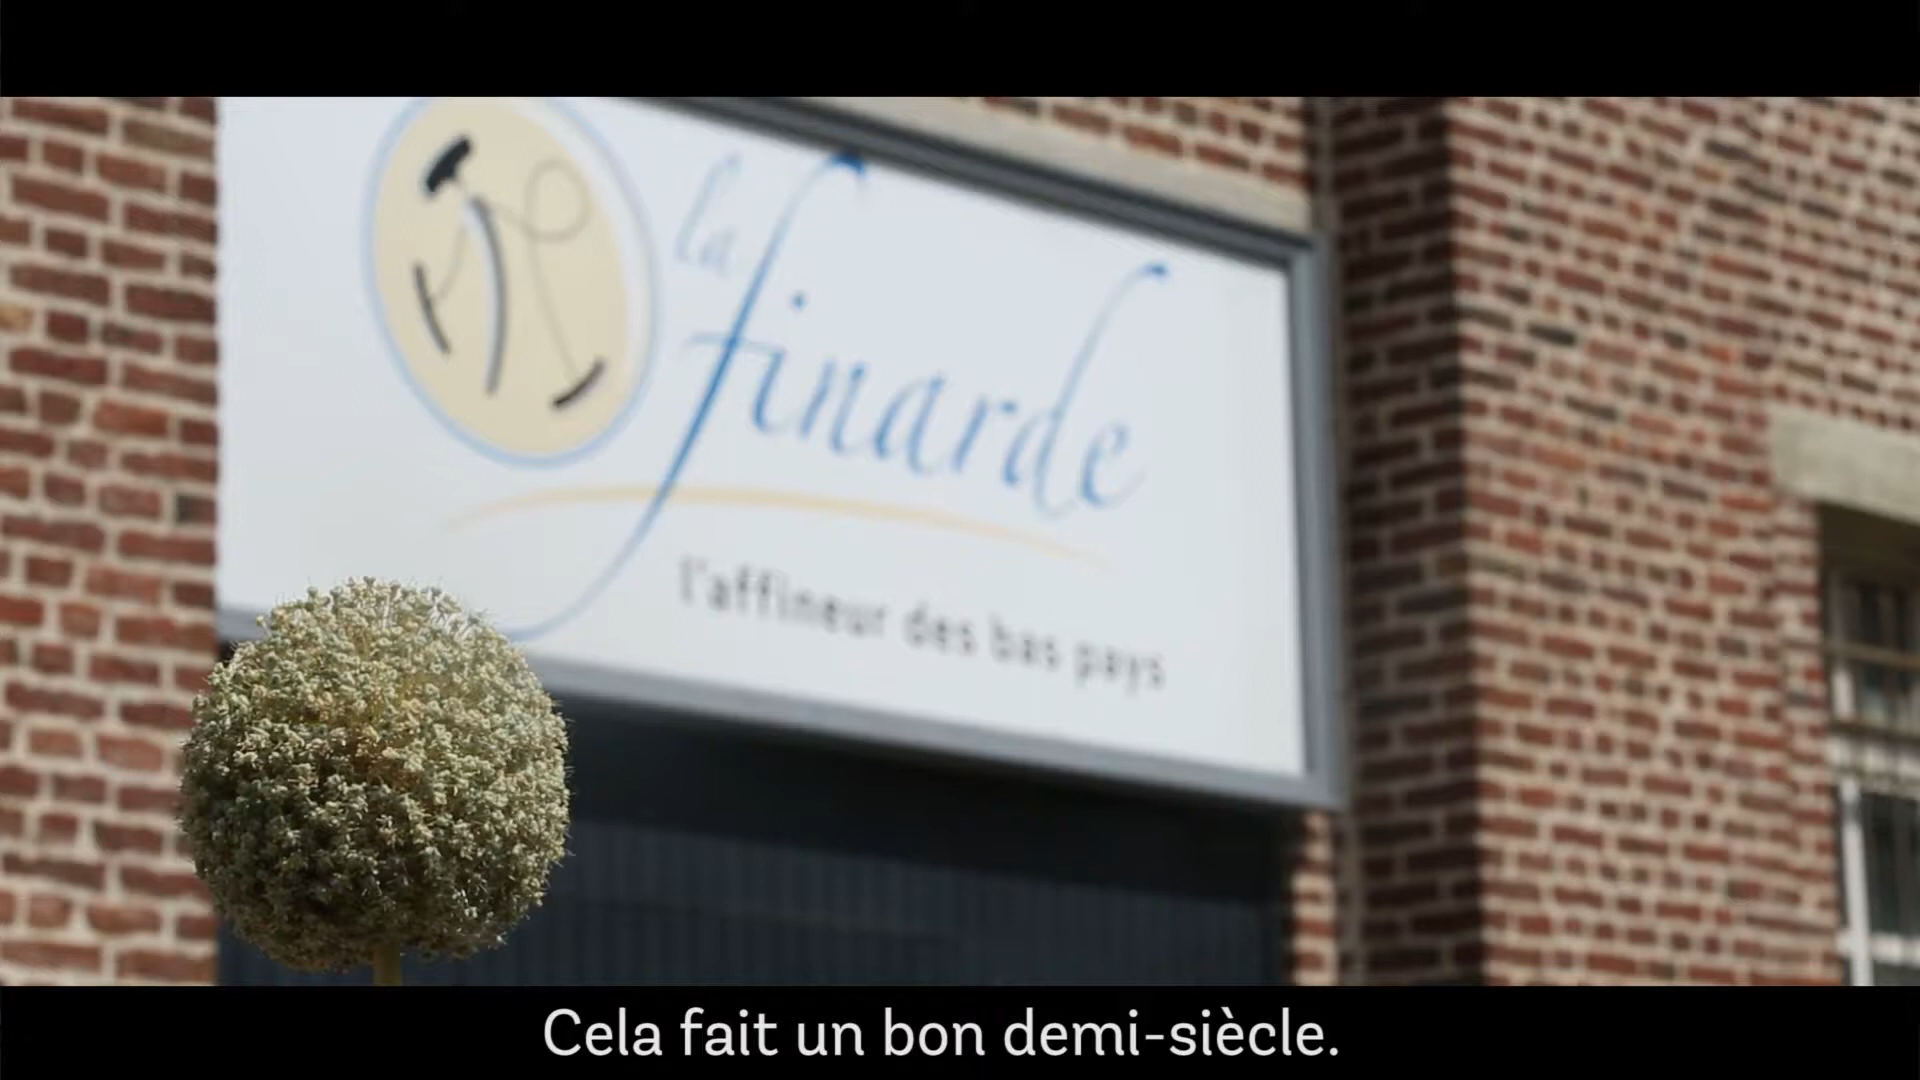 la
finarde
l'affineur des bas pays
Cela fait un bon demi-siècle.